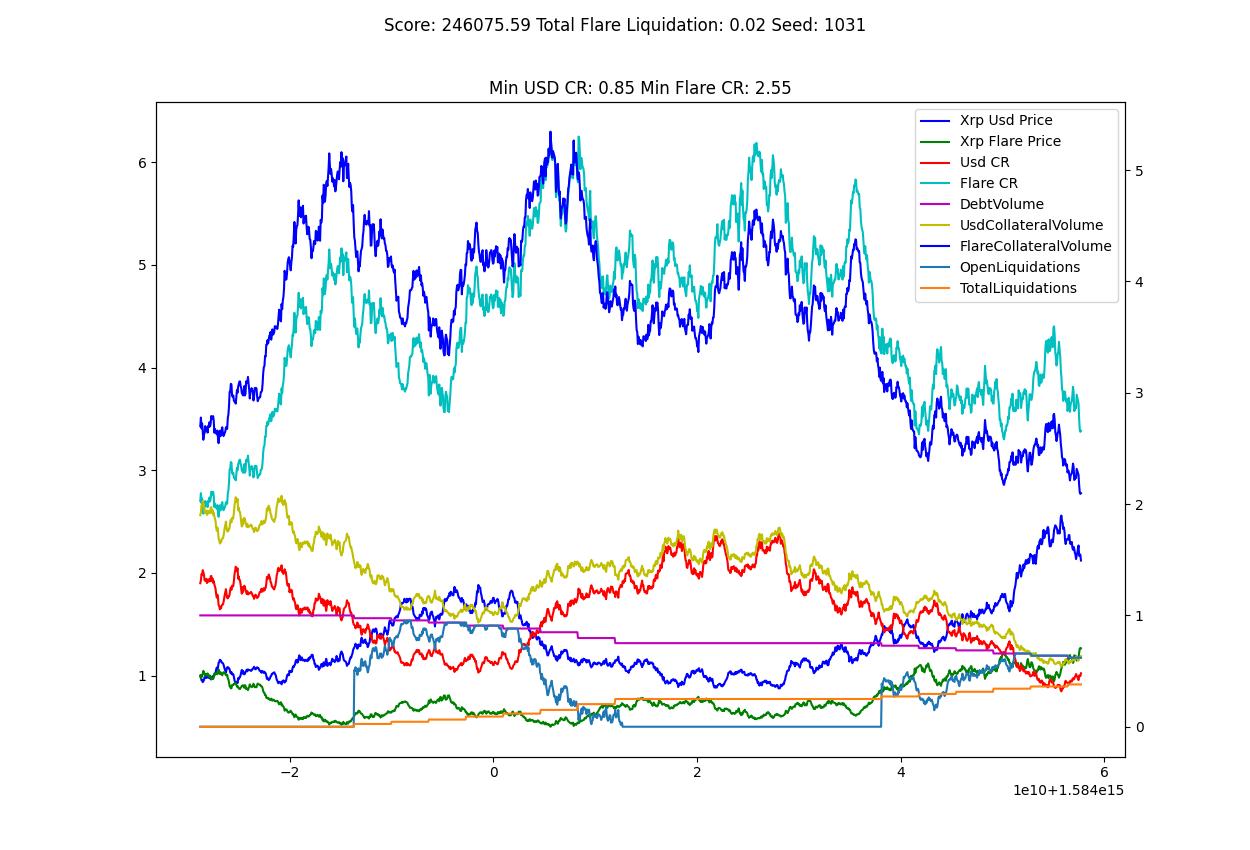 Score: 246075.59 Total Flare Liquidation: 0.02 Seed: 1031
Min USD CR: 0.85 Min Flare CR: 2.55
Xrp Usd Price
Xrp Flare Price
Usd CR
Flare CR
DebtVolume
UsdCollateralVolume
FlareCollateralVolume
OpenLiquidations
TotalLiquidations
6
5
4
3
2
1
5
4
3
2
1
0
−2
0
2
4
6
1e10+1.584e15